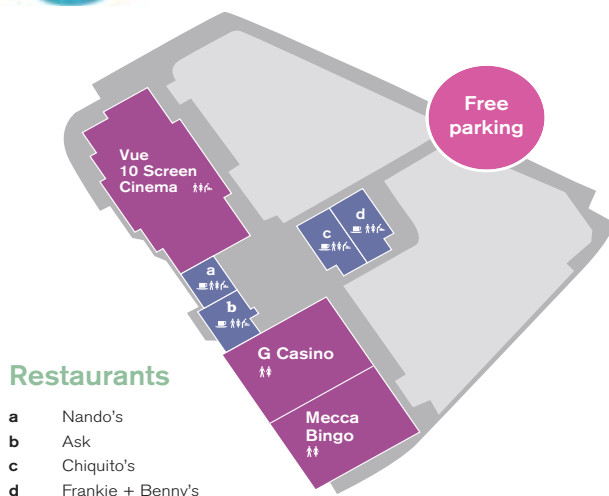 Free
parking
Vue
10 Screen
Cinema
a
b
c
d
G Casino
Mecca
Bingo
Restaurants
a Nando's
b Ask
c Chiquito's
d Frankie + Benny's